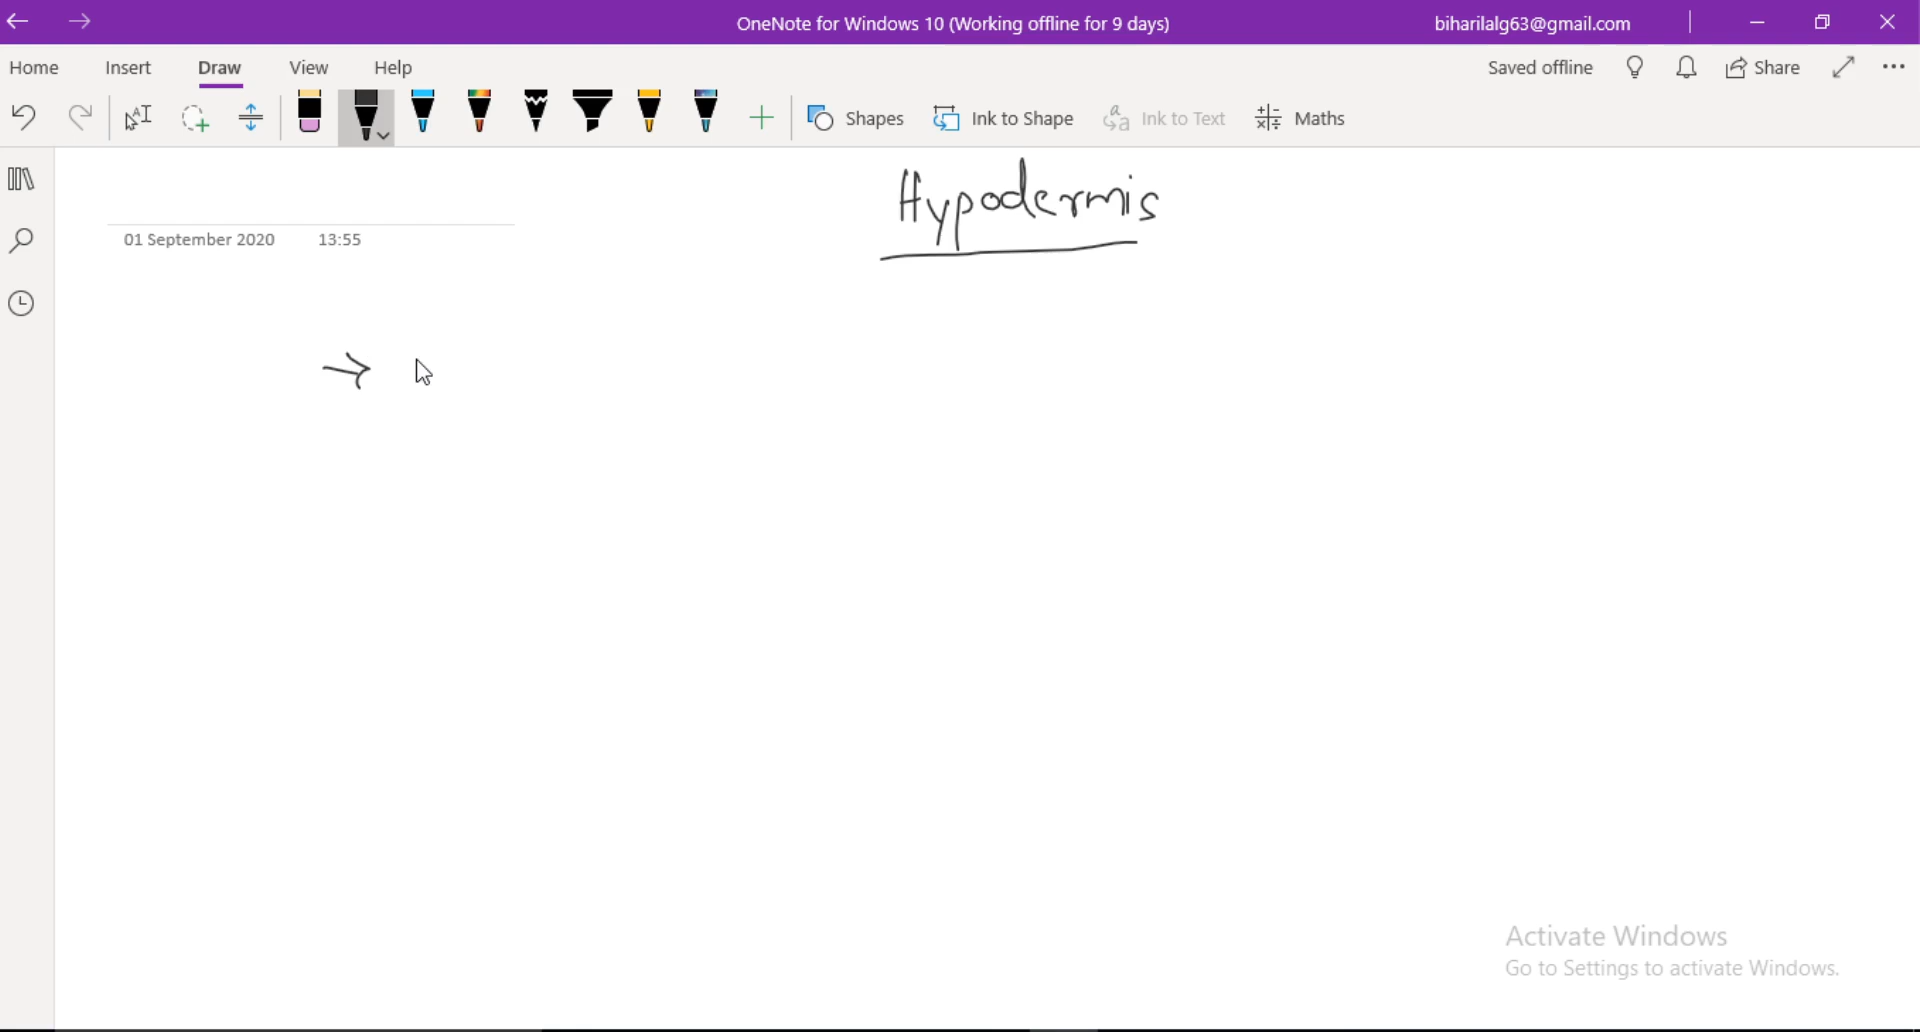 OneNote for Windows 10 (Working offline for 9 days)
biharilalg63@gmail.com
Home Insert Draw View Help
Saved offline
Share
Shapes
Ink to Shape
Ink to Text
Maths
Hypodermis
01 September 2020 13:55
→
Activate Windows
Go to Settings to activate Windows.